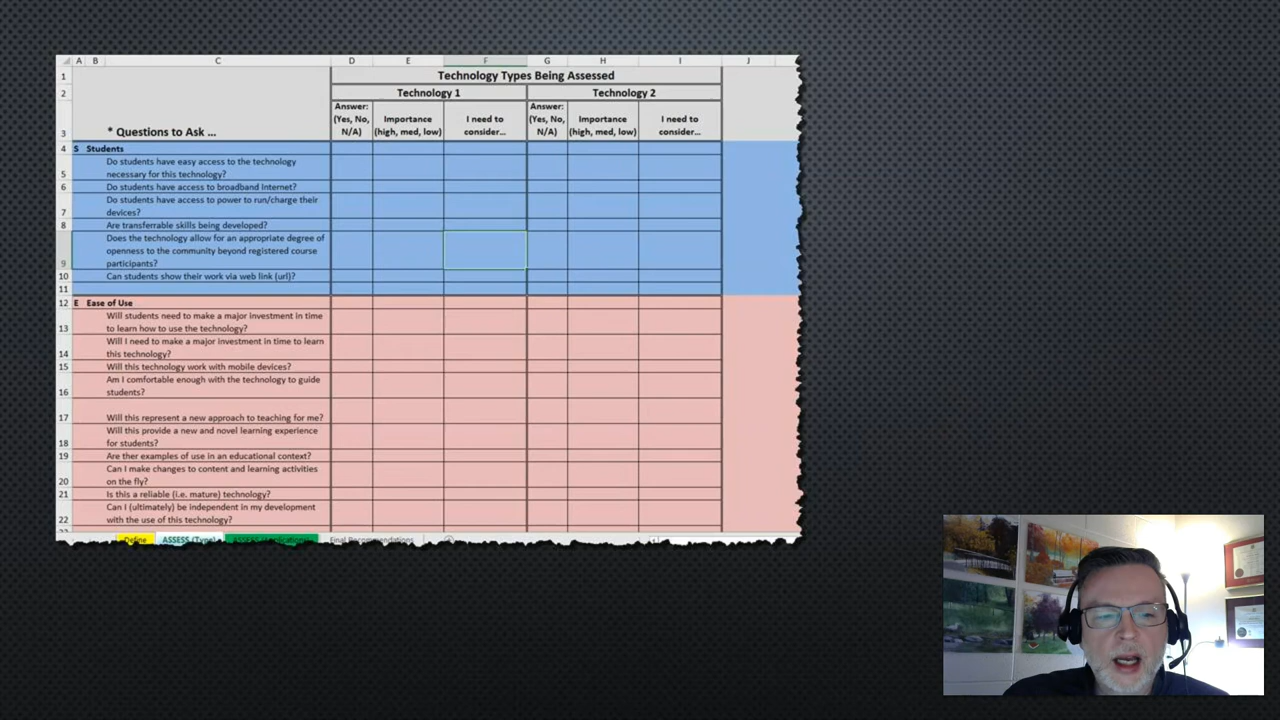 A B C D E F G H I J
1 Technology Types Being Assessed
2 Technology 1 Technology 2
Answer: Answer:
(Yes, No, Importance I need to (Yes, No, Importance I need to
3 * Questions to Ask ... N/A) (high, med, low) consider... N/A) (high, med, low) consider...
4 S Students
Do students have easy access to the technology
5 necessary for this technology?
6 Do students have access to broadband Internet?
Do students have access to power to run/charge their
7 devices?
8 Are transferrable skills being developed?
Does the technology allow for an appropriate degree of
openness to the community beyond registered course
9 participants?
10 Can students show their work via web link (url)?
11
12 E Ease of Use
Will students need to make a major investment in time
13 to learn how to use the technology?
Will I need to make a major investment in time to learn
14 this technology?
15 Will this technology work with mobile devices?
Am I comfortable enough with the technology to guide
16 students?
17 Will this represent a new approach to teaching for me?
Will this provide a new and novel learning experience
18 for students?
19 Are ther examples of use in an educational context?
Can I make changes to content and learning activities
20 on the fly?
21 Is this a reliable (i.e. mature) technology?
Can I (ultimately) be independent in my development
22 with the use of this technology?
Define ASSESS (Type) Final Recommendations